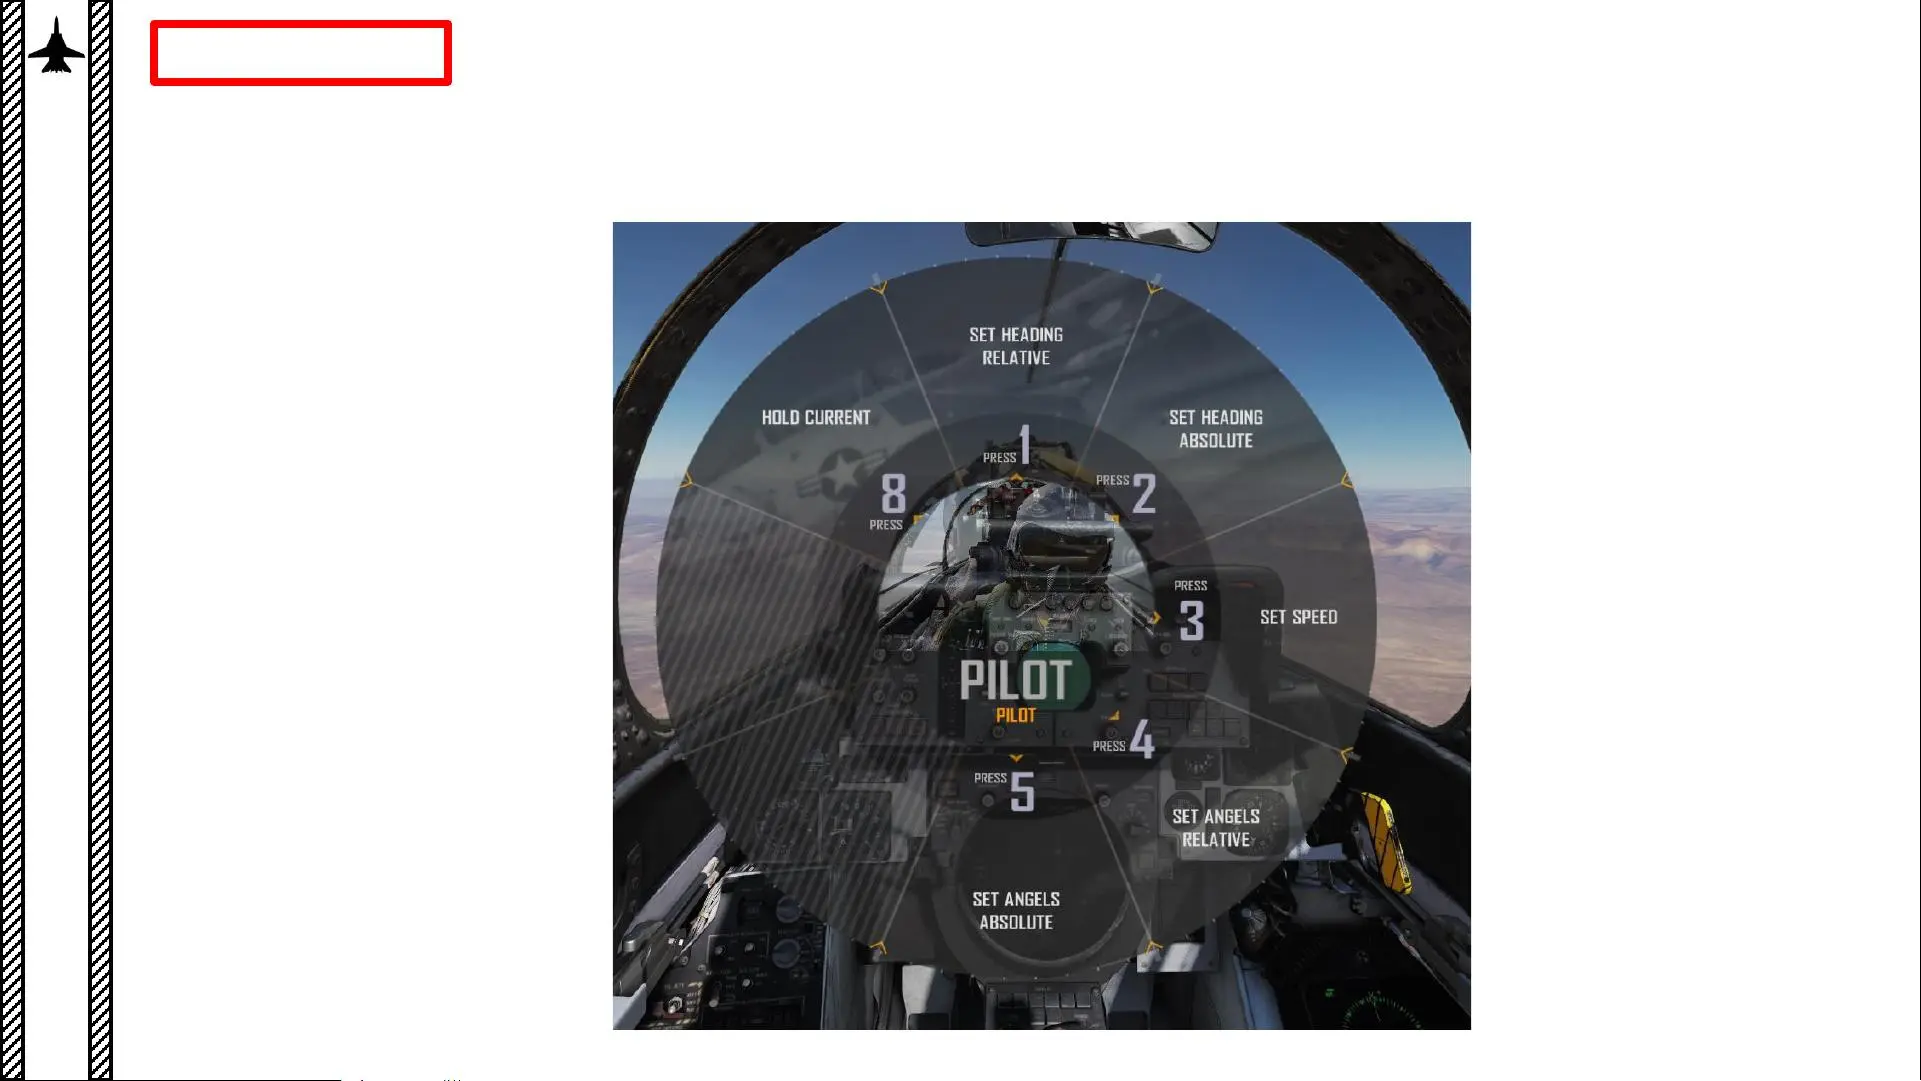 SET HEADING
RELATIVE
HOLD CURRENT
SET HEADING
ABSOLUTE
PRESS 1
PRESS 2
8
PRESS
PRESS
3
SET SPEED
PILOT
PILOT
PRESS 4
PRESS 5
SET ANGELS
RELATIVE
SET ANGELS
ABSOLUTE